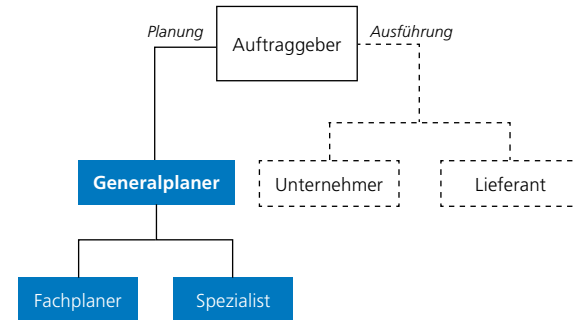 Planung
Auftraggeber
Ausführung
Generalplaner
Unternehmer
Lieferant
Fachplaner
Spezialist